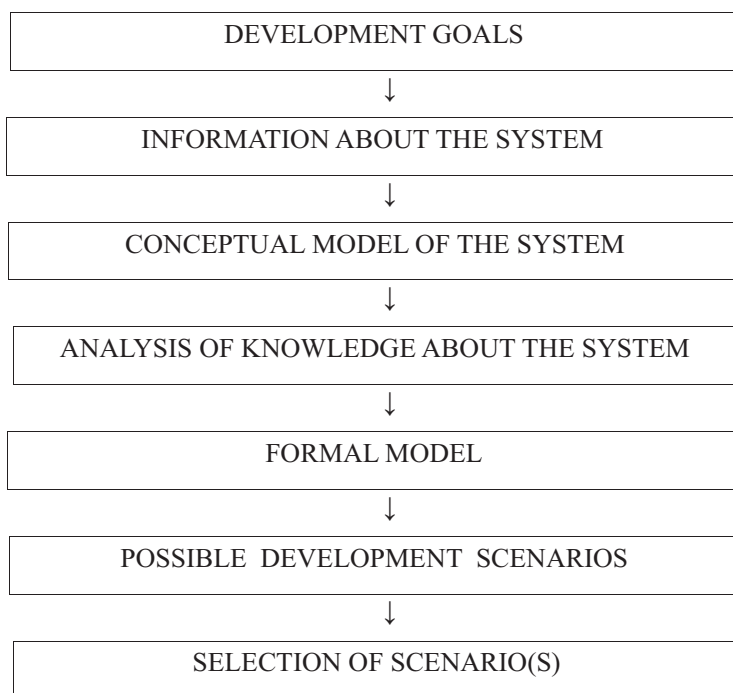 DEVELOPMENT GOALS
↓
INFORMATION ABOUT THE SYSTEM
↓
CONCEPTUAL MODEL OF THE SYSTEM
↓
ANALYSIS OF KNOWLEDGE ABOUT THE SYSTEM
↓
FORMAL MODEL
↓
POSSIBLE DEVELOPMENT SCENARIOS
↓
SELECTION OF SCENARIO(S)